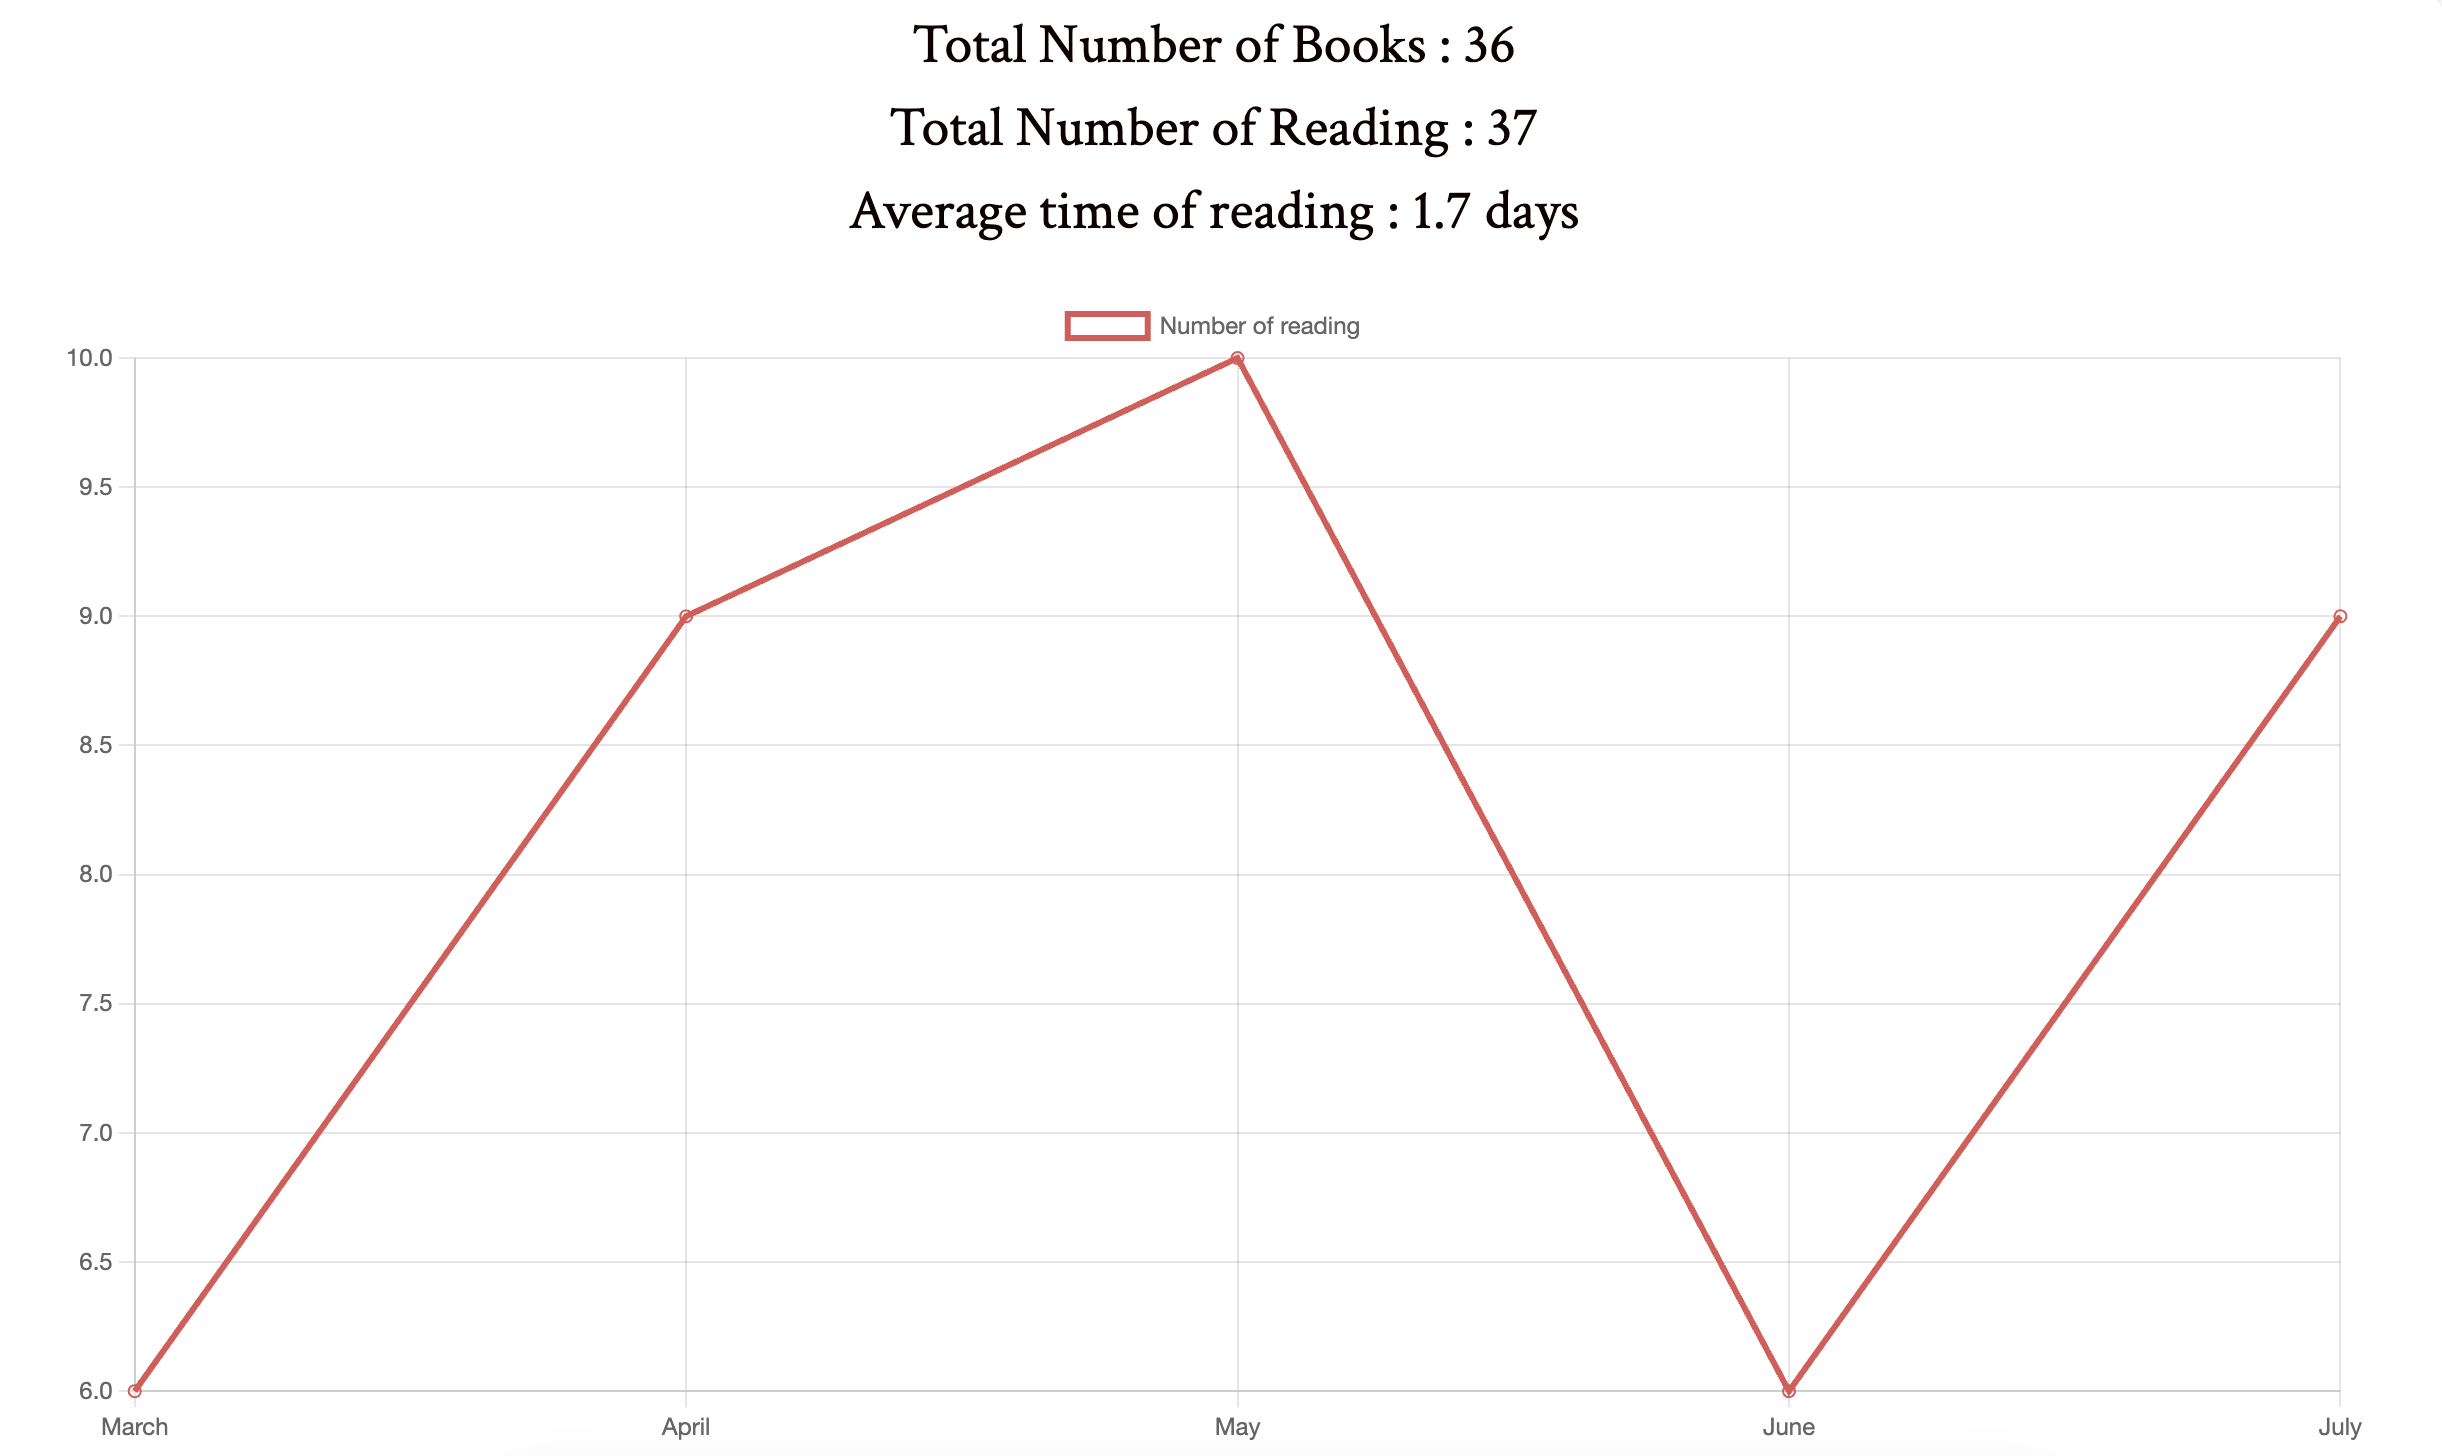 Total Number of Books : 36
Total Number of Reading : 37
Average time of reading : 1.7 days
Number of reading
10.0
9.5
9.0
8.5
8.0
7.5
7.0
6.5
6.0
March April May June July